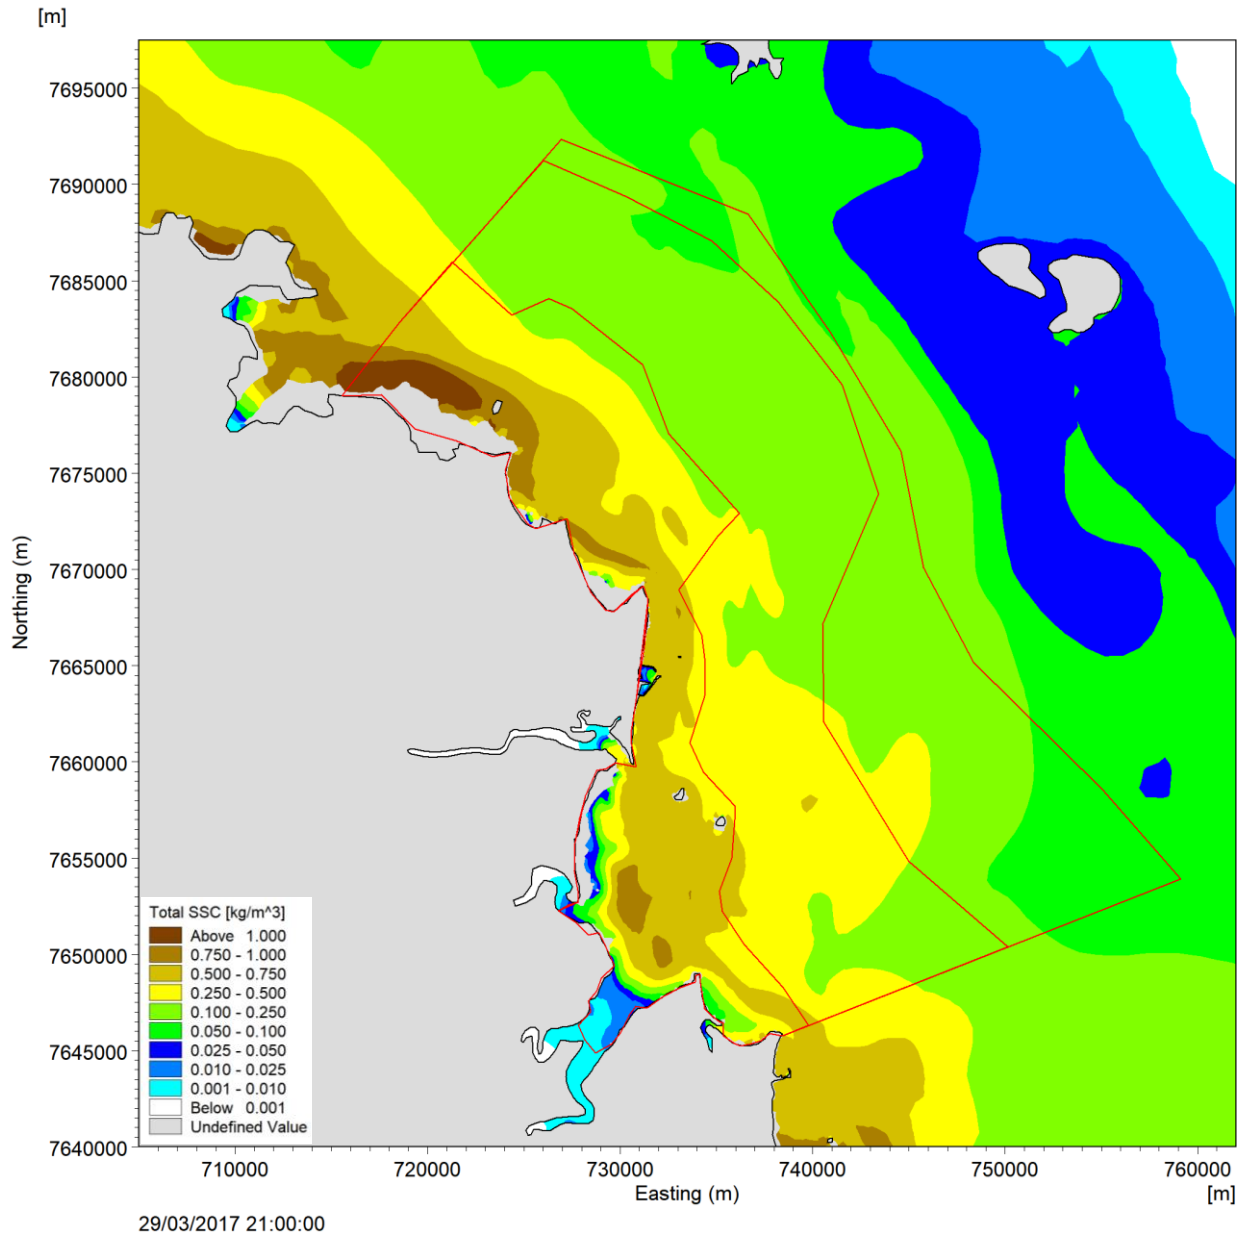 [m]
7695000
7690000
7685000
7680000
7675000
7670000
7665000
7660000
7655000
7650000
7645000
7640000
Northing (m)
Total SSC [kg/m^3]
Above 1.000
0.750 - 1.000
0.500 - 0.750
0.250 - 0.500
0.100 - 0.250
0.050 - 0.100
0.025 - 0.050
0.010 - 0.025
0.001 - 0.010
Below 0.001
Undefined Value
710000 720000 730000 740000 750000 760000
Easting (m) [m]
29/03/2017 21:00:00